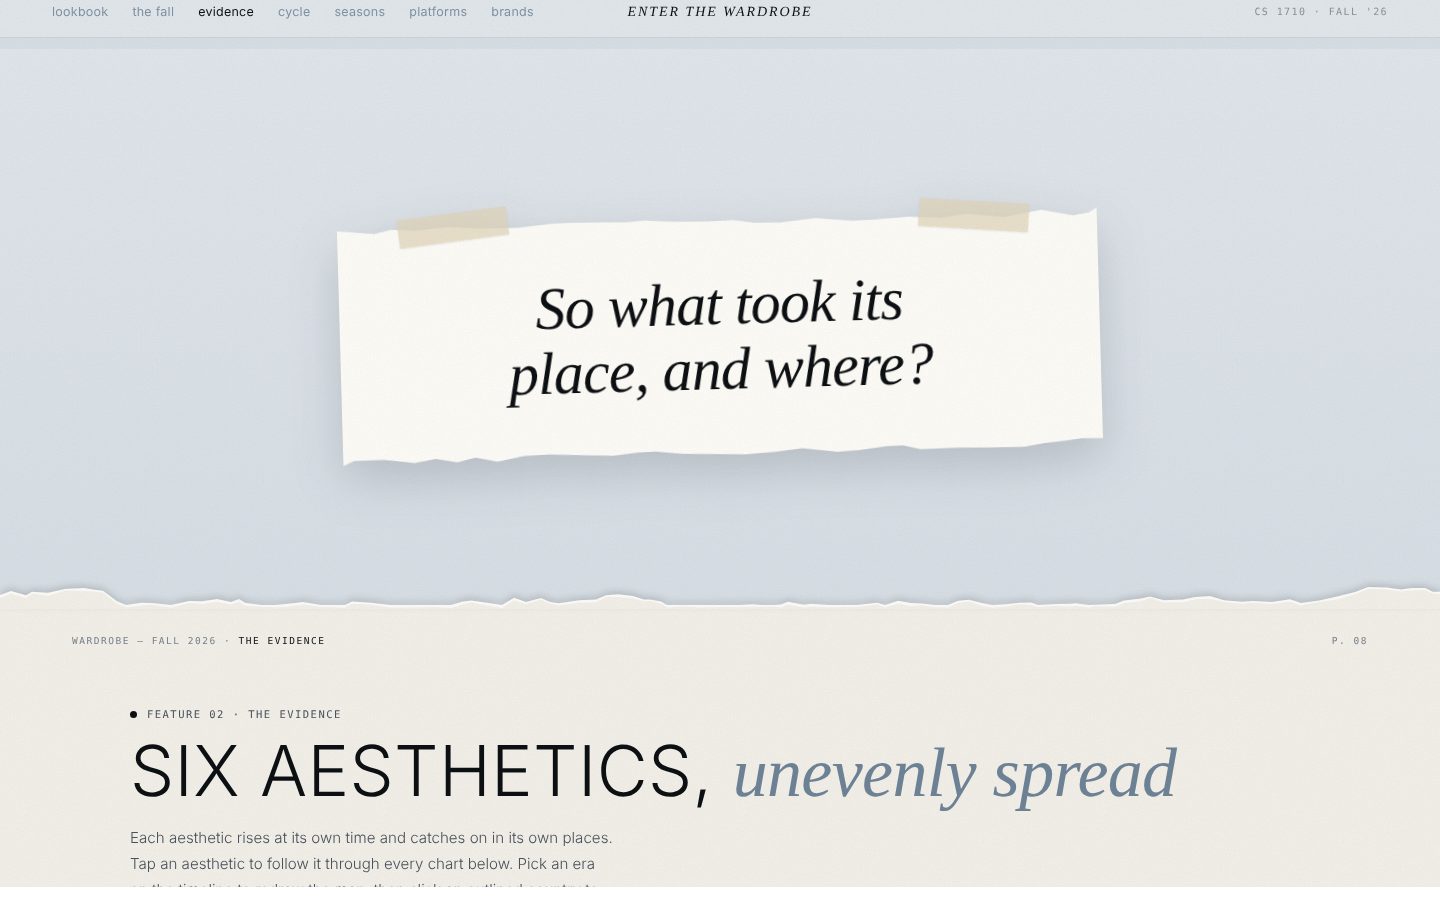 lookbook the fall evidence cycle seasons platforms brands ENTER THE WARDROBE CS 1710 · FALL '26
So what took its
place, and where?
WARDROBE — FALL 2026 · THE EVIDENCE P. 08
FEATURE 02 · THE EVIDENCE
SIX AESTHETICS, unevenly spread
Each aesthetic rises at its own time and catches on in its own places.
Tap an aesthetic to follow it through every chart below. Pick an era